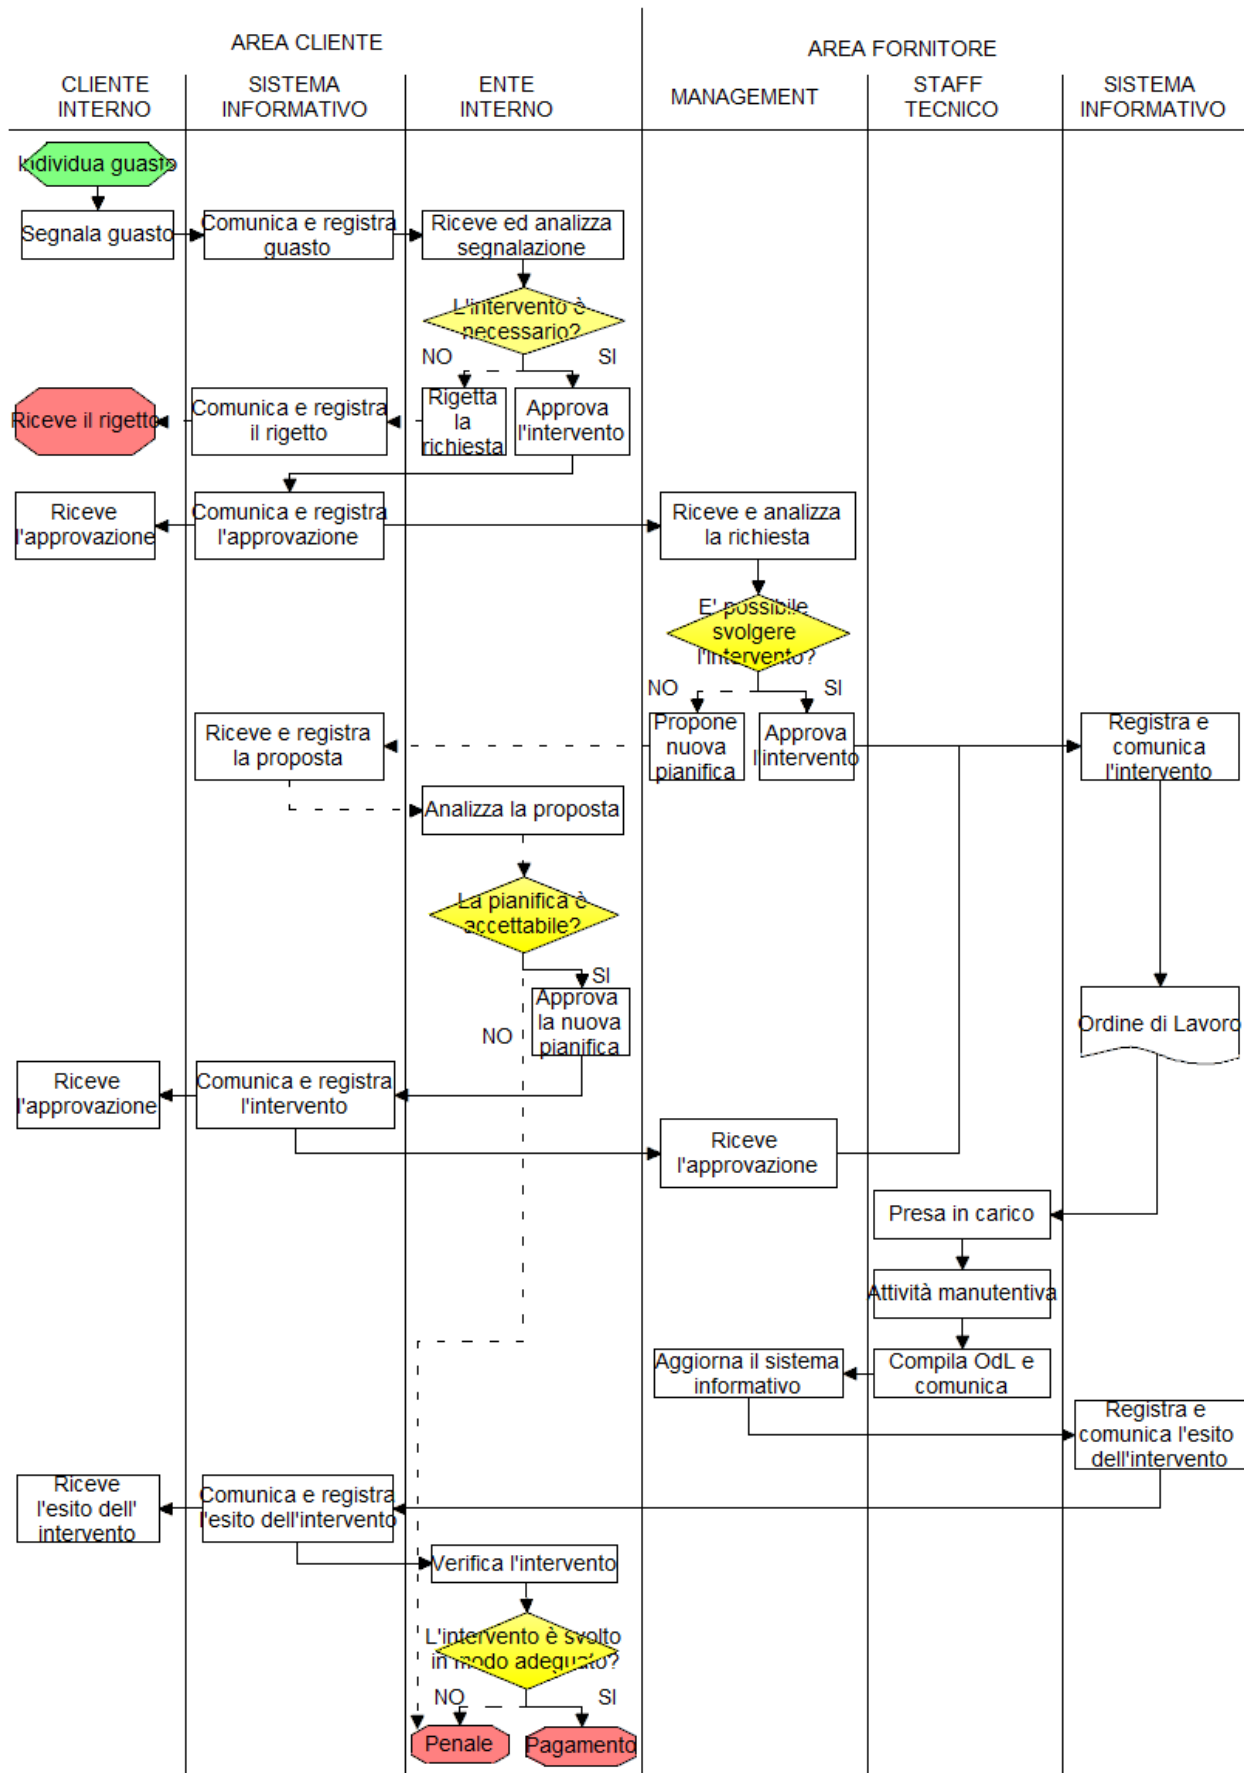 AREA CLIENTE
AREA FORNITORE
CLIENTE
INTERNO
SISTEMA
INFORMATIVO
ENTE
INTERNO
MANAGEMENT
STAFF
TECNICO
SISTEMA
INFORMATIVO
Individua guasto
Segnala guasto
Comunica e registra
guasto
Riceve ed analizza
segnalazione
L'intervento è
necessario?
NO
SI
Riceve il rigetto
Comunica e registra
il rigetto
Rigetta
la
richiesta
Approva
l'intervento
Riceve
l'approvazione
Comunica e registra
l'approvazione
Riceve e analizza
la richiesta
E' possibile
svolgere
l'intervento?
NO
SI
Riceve e registra
la proposta
Propone
nuova
pianifica
Approva
l'intervento
Registra e
comunica
l'intervento
Analizza la proposta
La pianifica è
accettabile?
SI
NO
Approva
la nuova
pianifica
Ordine di Lavoro
Riceve
l'approvazione
Comunica e registra
l'intervento
Riceve
l'approvazione
Presa in carico
Attività manutentiva
Aggiorna il sistema
informativo
Compila OdL e
comunica
Registra e
comunica l'esito
dell'intervento
Riceve
l'esito dell'
intervento
Comunica e registra
l'esito dell'intervento
Verifica l'intervento
L'intervento è svolto
in modo adeguato?
NO
SI
Penale
Pagamento